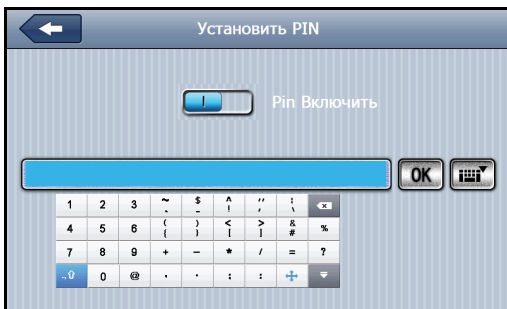 Установить PIN
Pin Включить
OK
1 2 3 ~ $ ^ " ¦
4 5 6 ( ) < > & %
{ } [ ] #
7 8 9 + - * / = ?
0 @ . · ; :